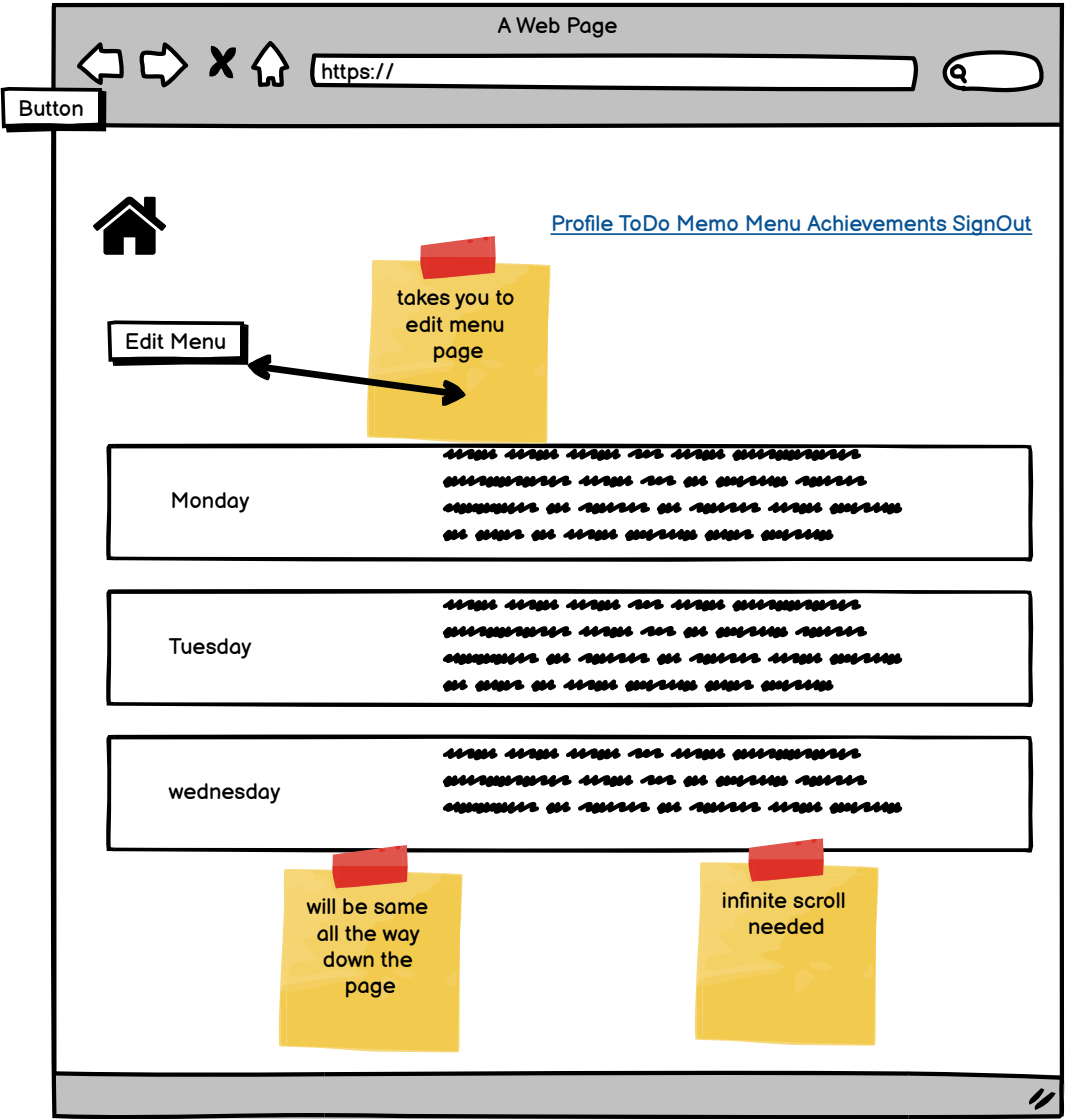 A Web Page
https://
Button
Profile ToDo Memo Menu Achievements SignOut
takes you to
edit menu
page
Edit Menu
Monday
Tuesday
wednesday
will be same
all the way
down the
page
infinite scroll
needed